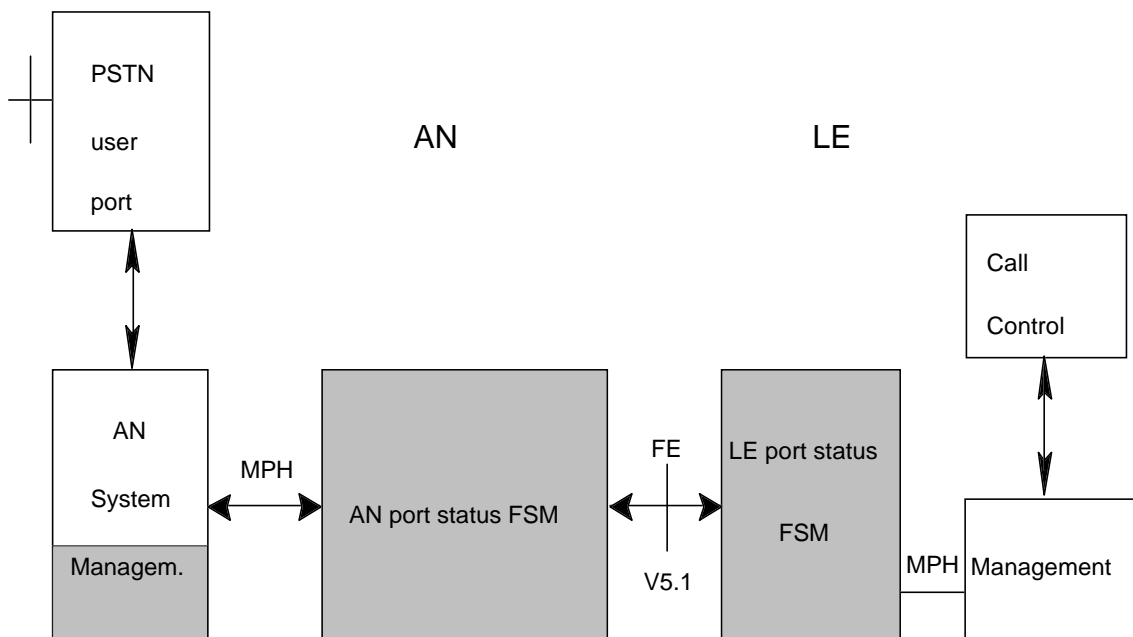 PSTN
user
port
AN
LE
Call
Control
AN
System
Managem.
MPH
AN port status FSM
FE
V5.1
LE port status
FSM
MPH
Management